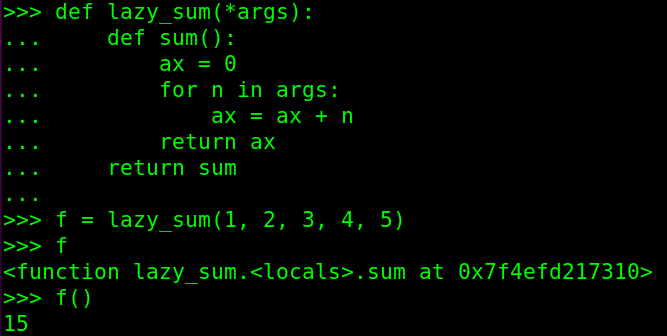 >>> def lazy_sum(*args):
...     def sum():
...         ax = 0
...         for n in args:
...             ax = ax + n
...         return ax
...     return sum
...
>>> f = lazy_sum(1, 2, 3, 4, 5)
>>> f
<function lazy_sum.<locals>.sum at 0x7f4efd217310>
>>> f()
15